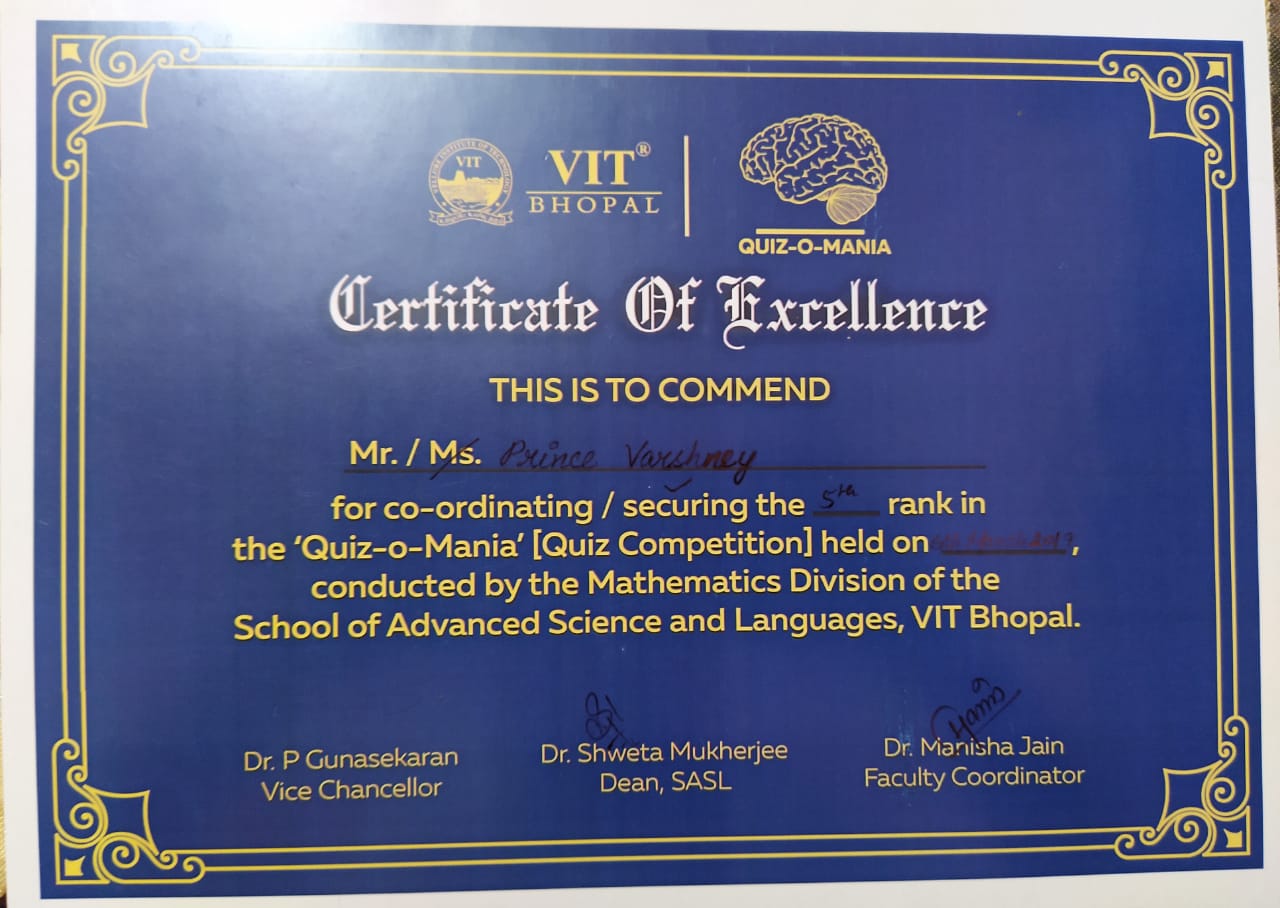 VIT
VIT®
BHOPAL
QUIZ-O-MANIA
Certificate Of Excellence
THIS IS TO COMMEND
Mr. / Ms. Prince Varshney
for co-ordinating / securing the 5th rank in
the ‘Quiz-o-Mania’ [Quiz Competition] held on ,
conducted by the Mathematics Division of the
School of Advanced Science and Languages, VIT Bhopal.
Dr. P Gunasekaran
Vice Chancellor
Dr. Shweta Mukherjee
Dean, SASL
Dr. Manisha Jain
Faculty Coordinator